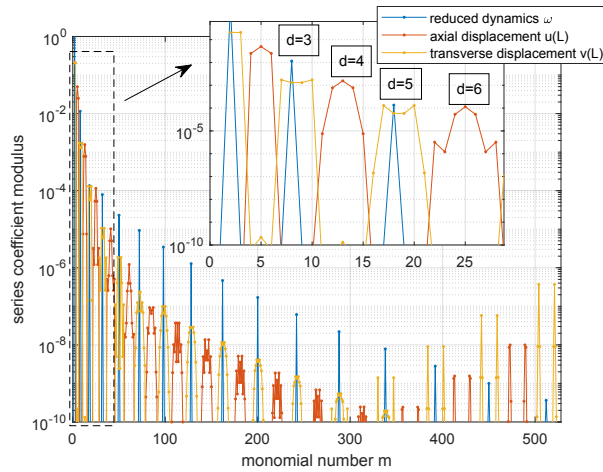 reduced dynamics ω
axial displacement u(L)
transverse displacement v(L)
d=3
d=4
d=5
d=6
10^-5
10^-10
0 5 10 15 20 25
10^0
10^-2
10^-4
10^-6
10^-8
10^-10
series coefficient modulus
0 100 200 300 400 500
monomial number m